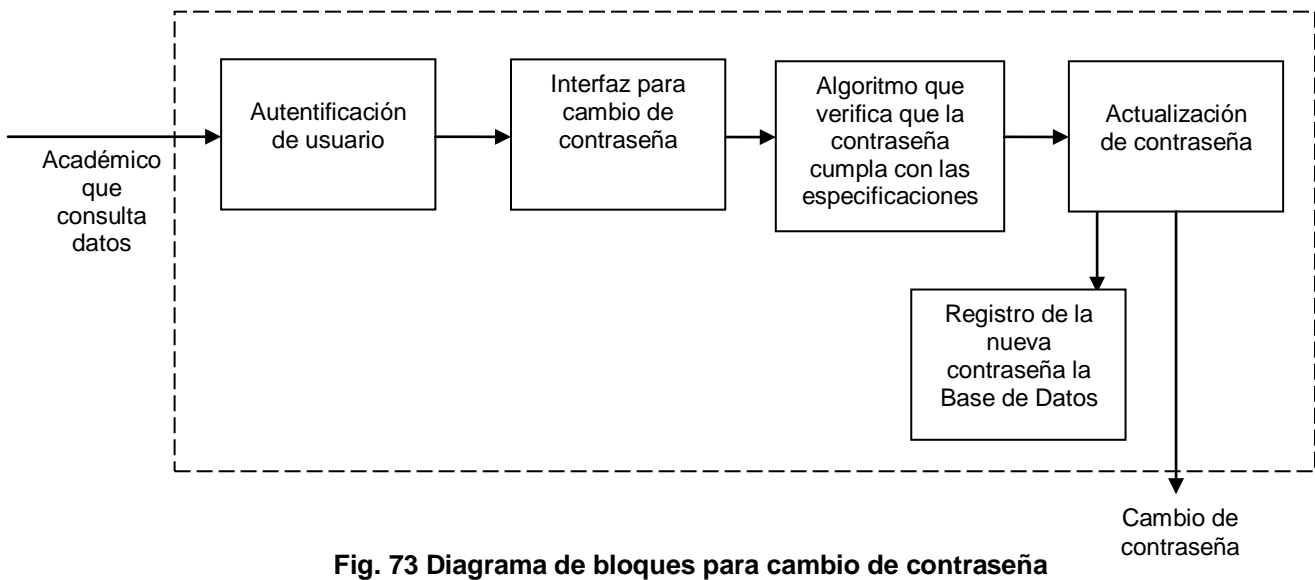 Académico
que
consulta
datos
Autentificación
de usuario
Interfaz para
cambio de
contraseña
Algoritmo que
verifica que la
contraseña
cumpla con las
especificaciones
Actualización
de contraseña
Registro de la
nueva
contraseña la
Base de Datos
Cambio de
contraseña
Fig. 73 Diagrama de bloques para cambio de contraseña